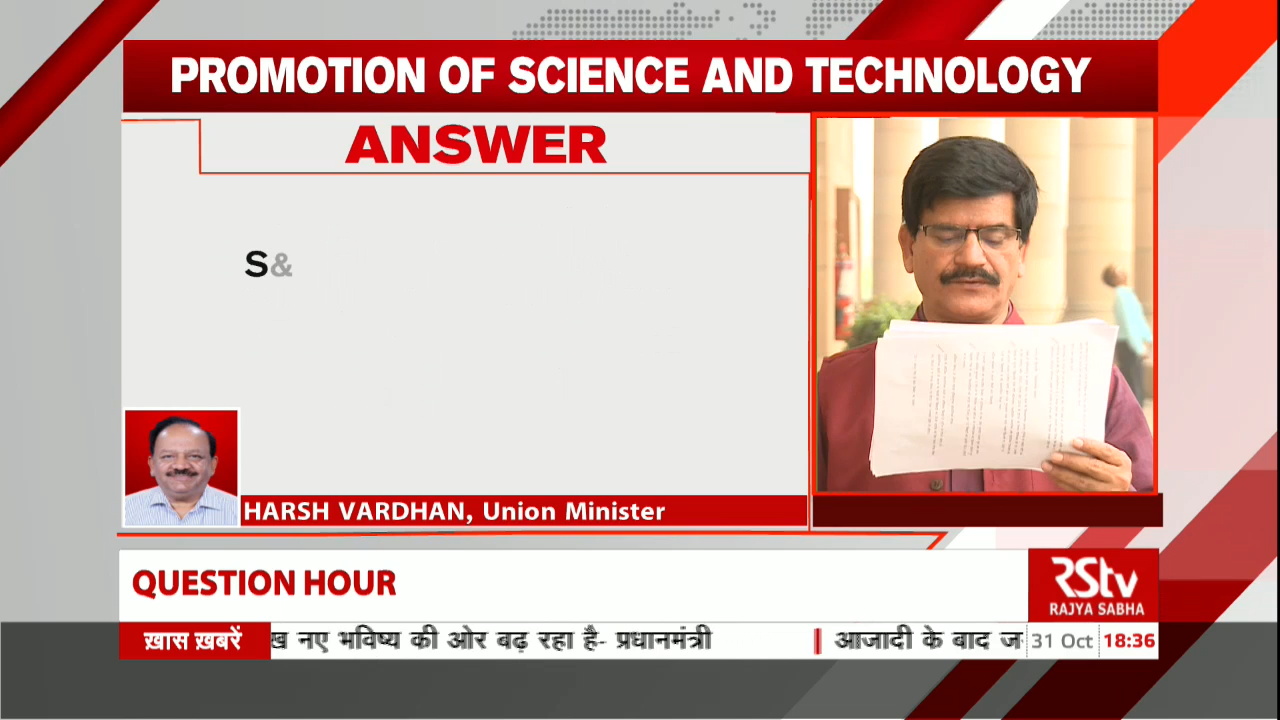 PROMOTION OF SCIENCE AND TECHNOLOGY
ANSWER
S&
HARSH VARDHAN, Union Minister
QUESTION HOUR
RSTV
RAJYA SABHA
ख़ास ख़बरें
नए भविष्य की ओर बढ़ रहा है- प्रधानमंत्री | आजादी के बाद
31 Oct 18:36